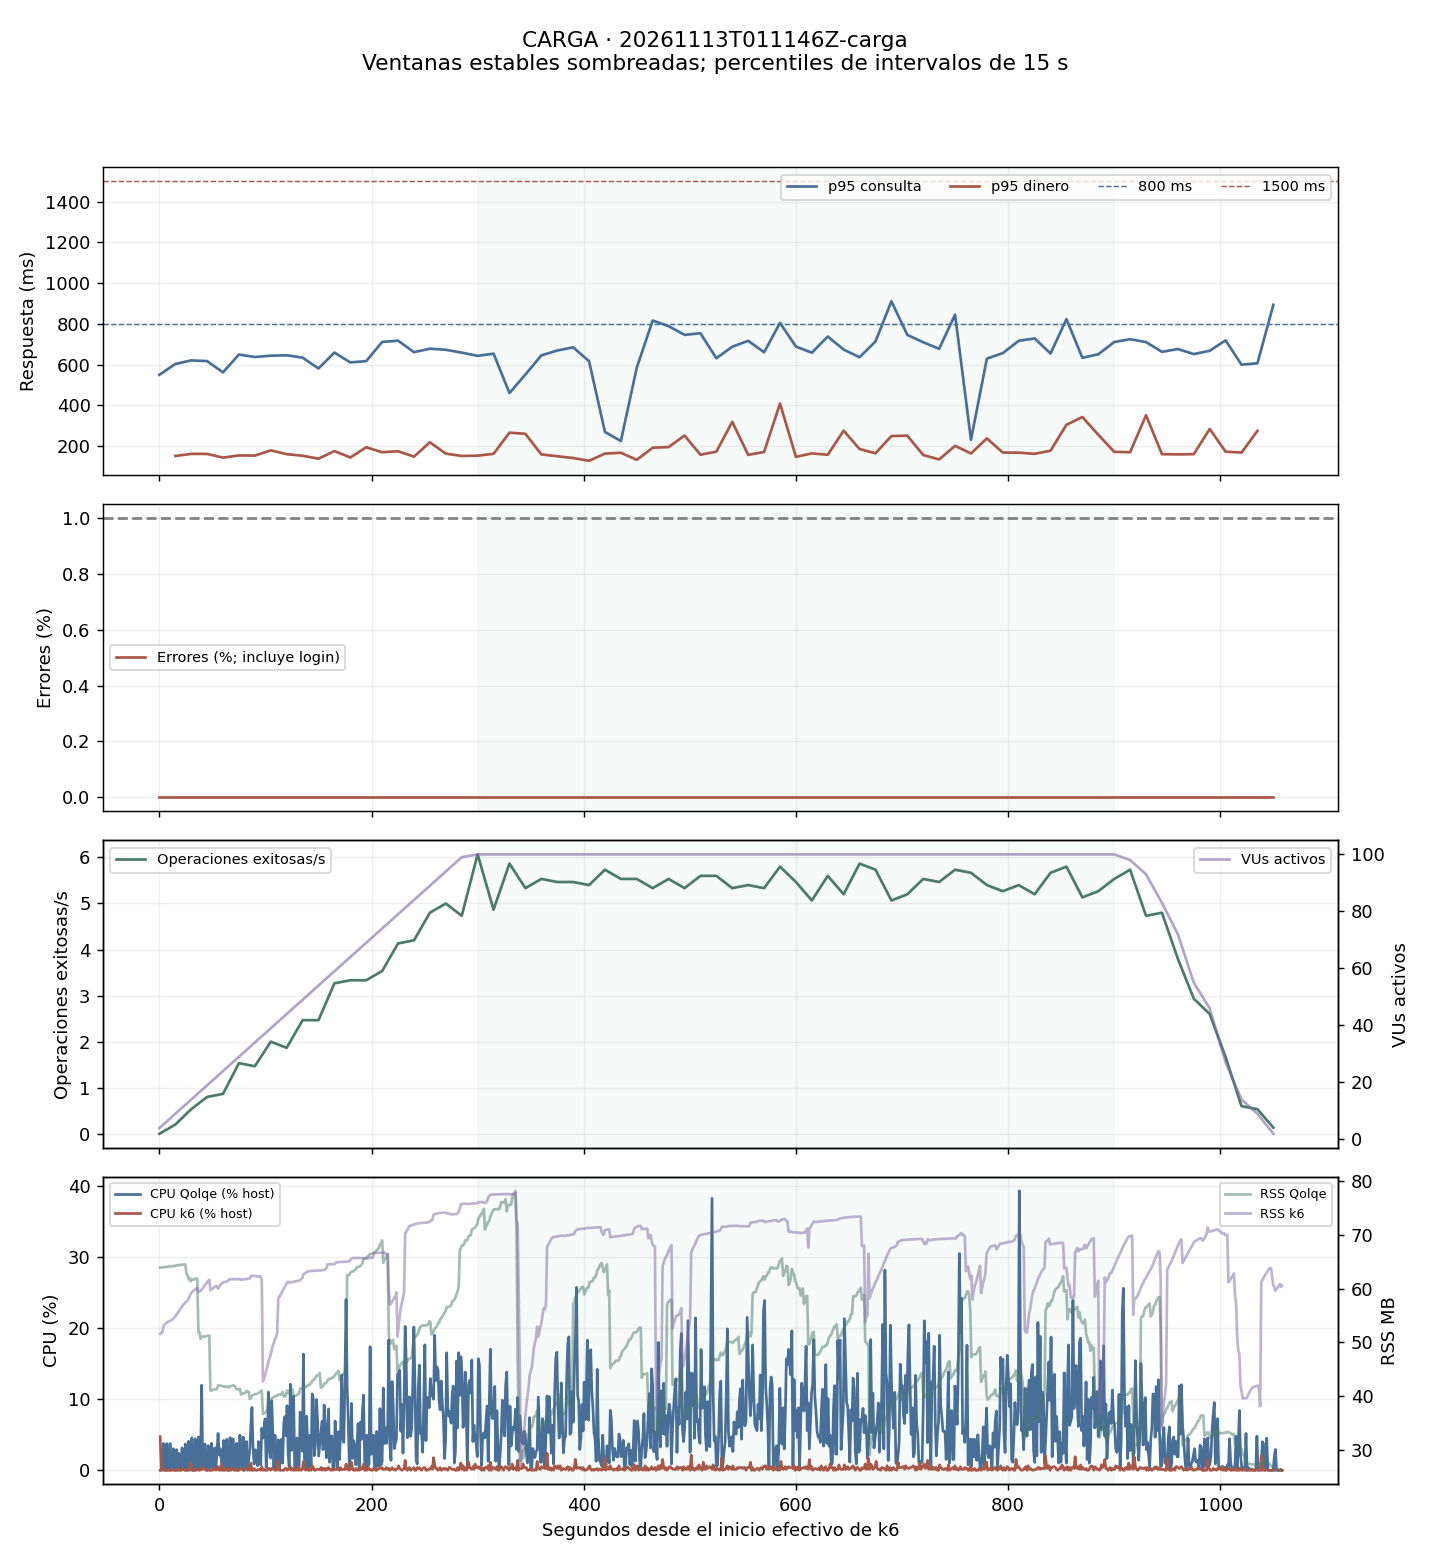 CARGA · 20261113T011146Z-carga
Ventanas estables sombreadas; percentiles de intervalos de 15 s
Respuesta (ms)
1400
1200
1000
800
600
400
200
p95 consulta
p95 dinero
800 ms
1500 ms
Errores (%)
1.0
0.8
0.6
0.4
0.2
0.0
Errores (%; incluye login)
Operaciones exitosas/s
6
5
4
3
2
1
0
Operaciones exitosas/s
VUs activos
100
80
60
40
20
0
VUs activos
CPU (%)
40
30
20
10
0
CPU Qolqe (% host)
CPU k6 (% host)
RSS Qolqe
RSS k6
80
70
60
50
40
30
RSS MB
0
200
400
600
800
1000
Segundos desde el inicio efectivo de k6